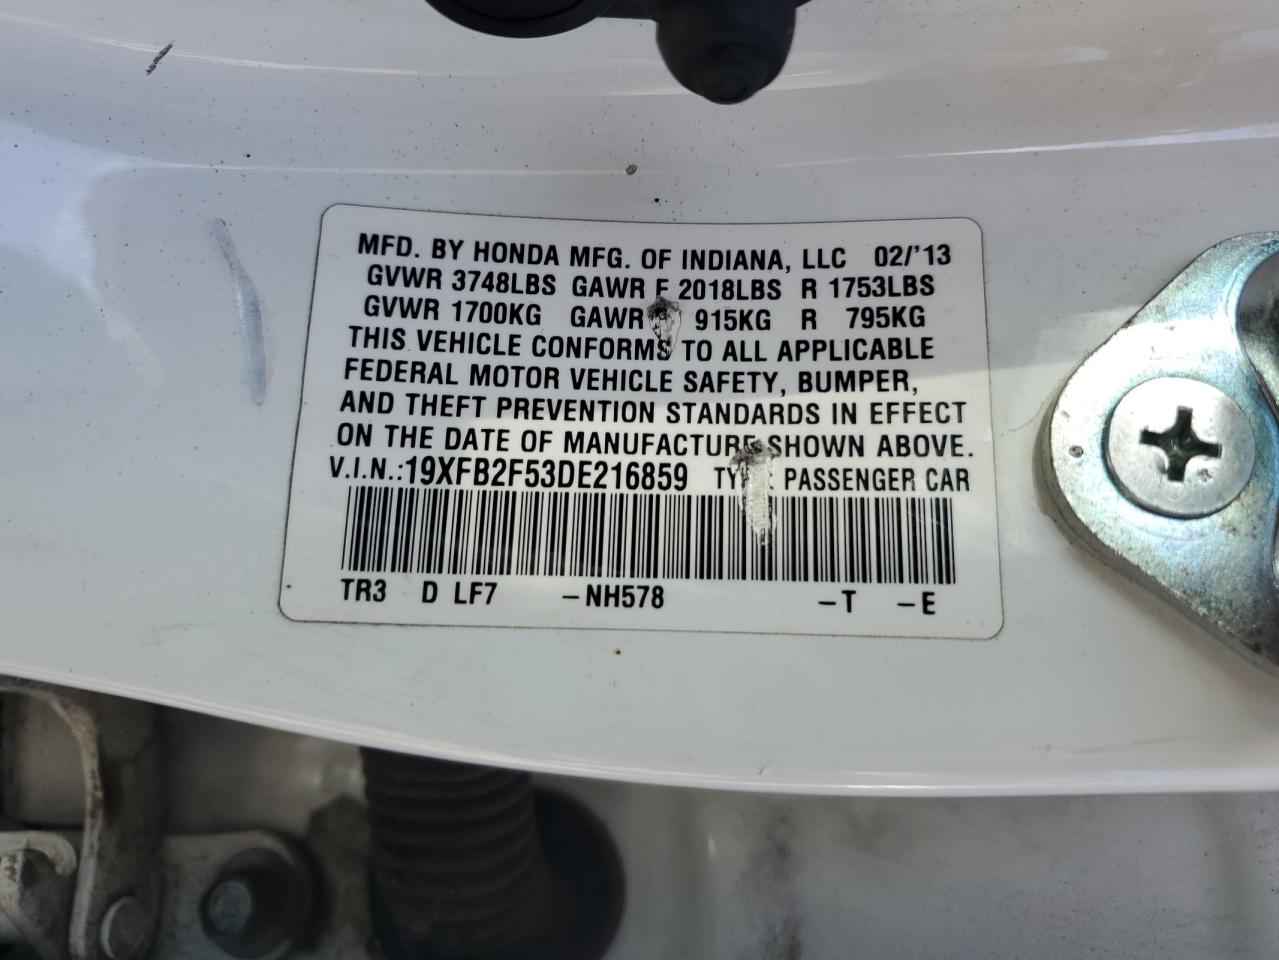 MFD. BY HONDA MFG. OF INDIANA, LLC 02/'13
GVWR 3748LBS GAWR F 2018LBS R 1753LBS
GVWR 1700KG GAWR 915KG R 795KG
THIS VEHICLE CONFORMS TO ALL APPLICABLE
FEDERAL MOTOR VEHICLE SAFETY, BUMPER,
AND THEFT PREVENTION STANDARDS IN EFFECT
ON THE DATE OF MANUFACTURE SHOWN ABOVE.
V.I.N.:19XFB2F53DE216859 TYPE PASSENGER CAR
TR3 D LF7 –NH578 –T –E